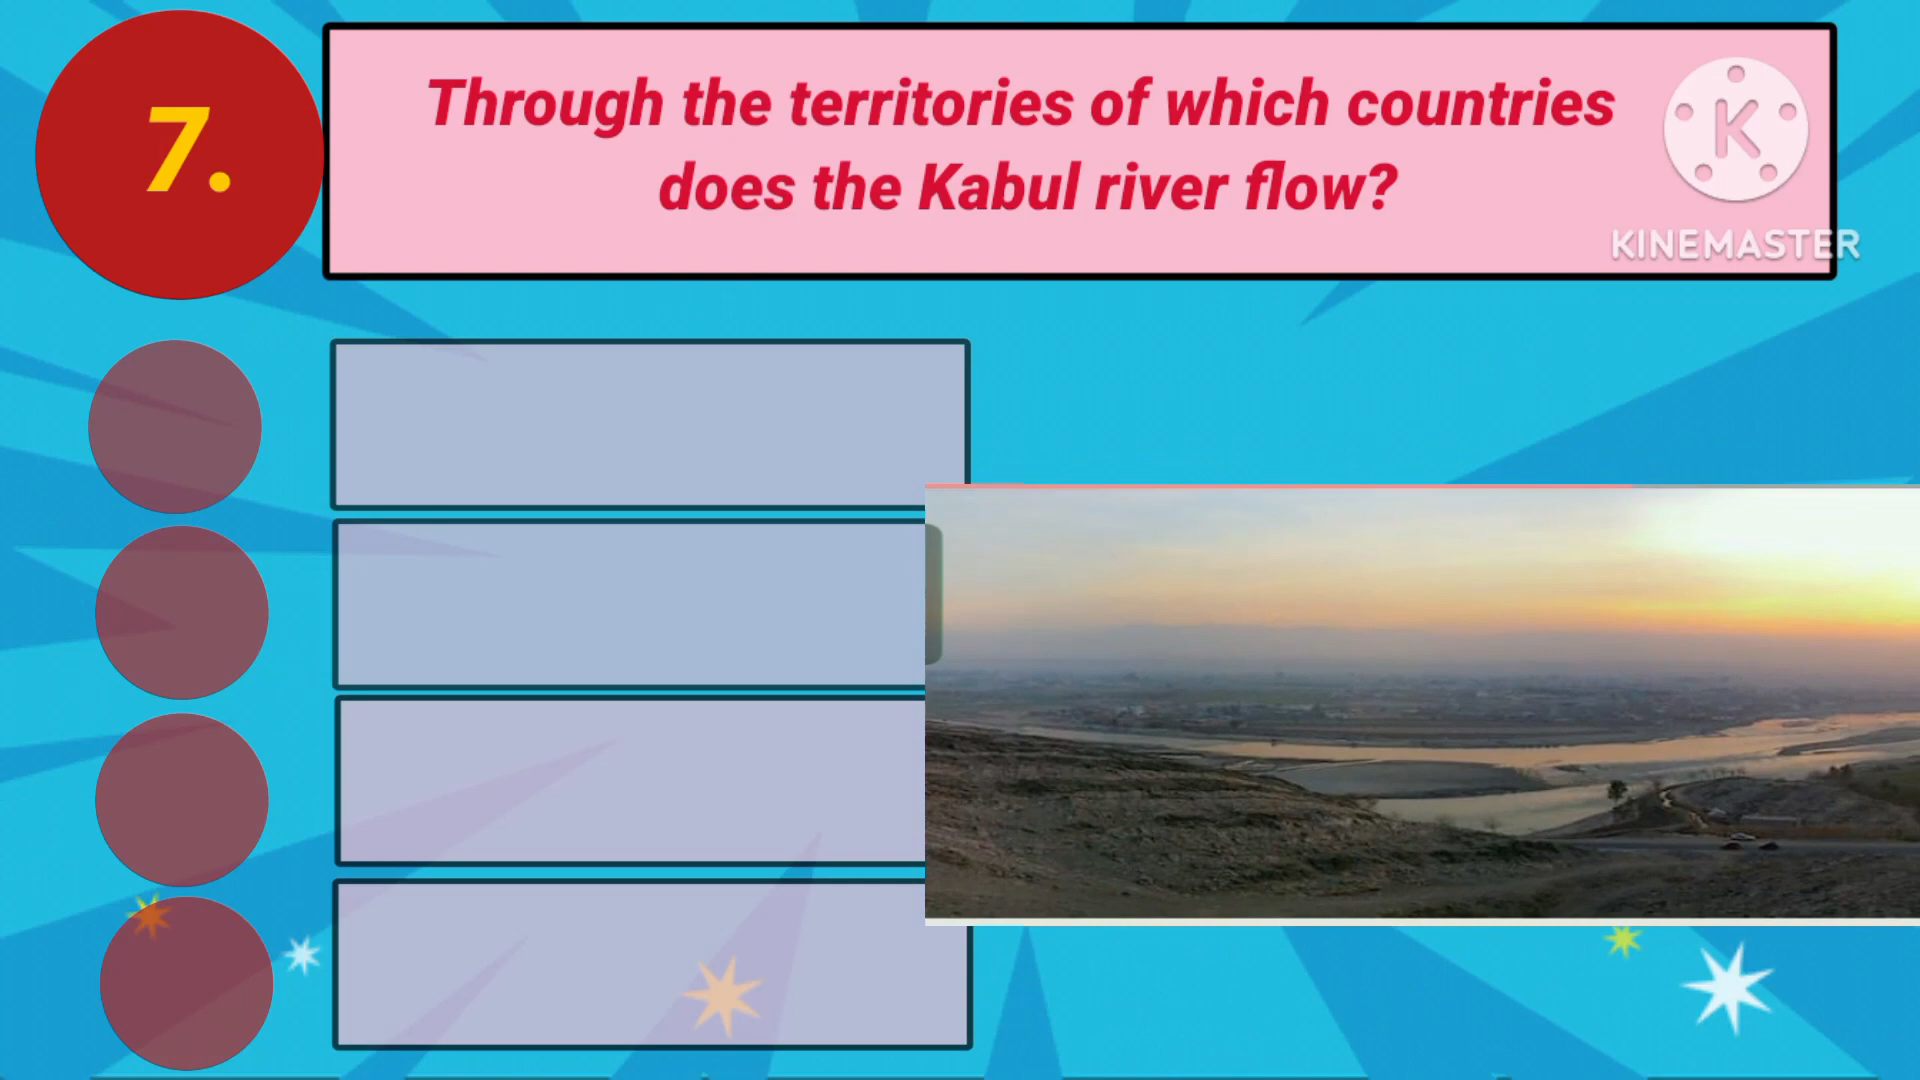 7.
Through the territories of which countries
does the Kabul river flow?
K
KINEMASTER